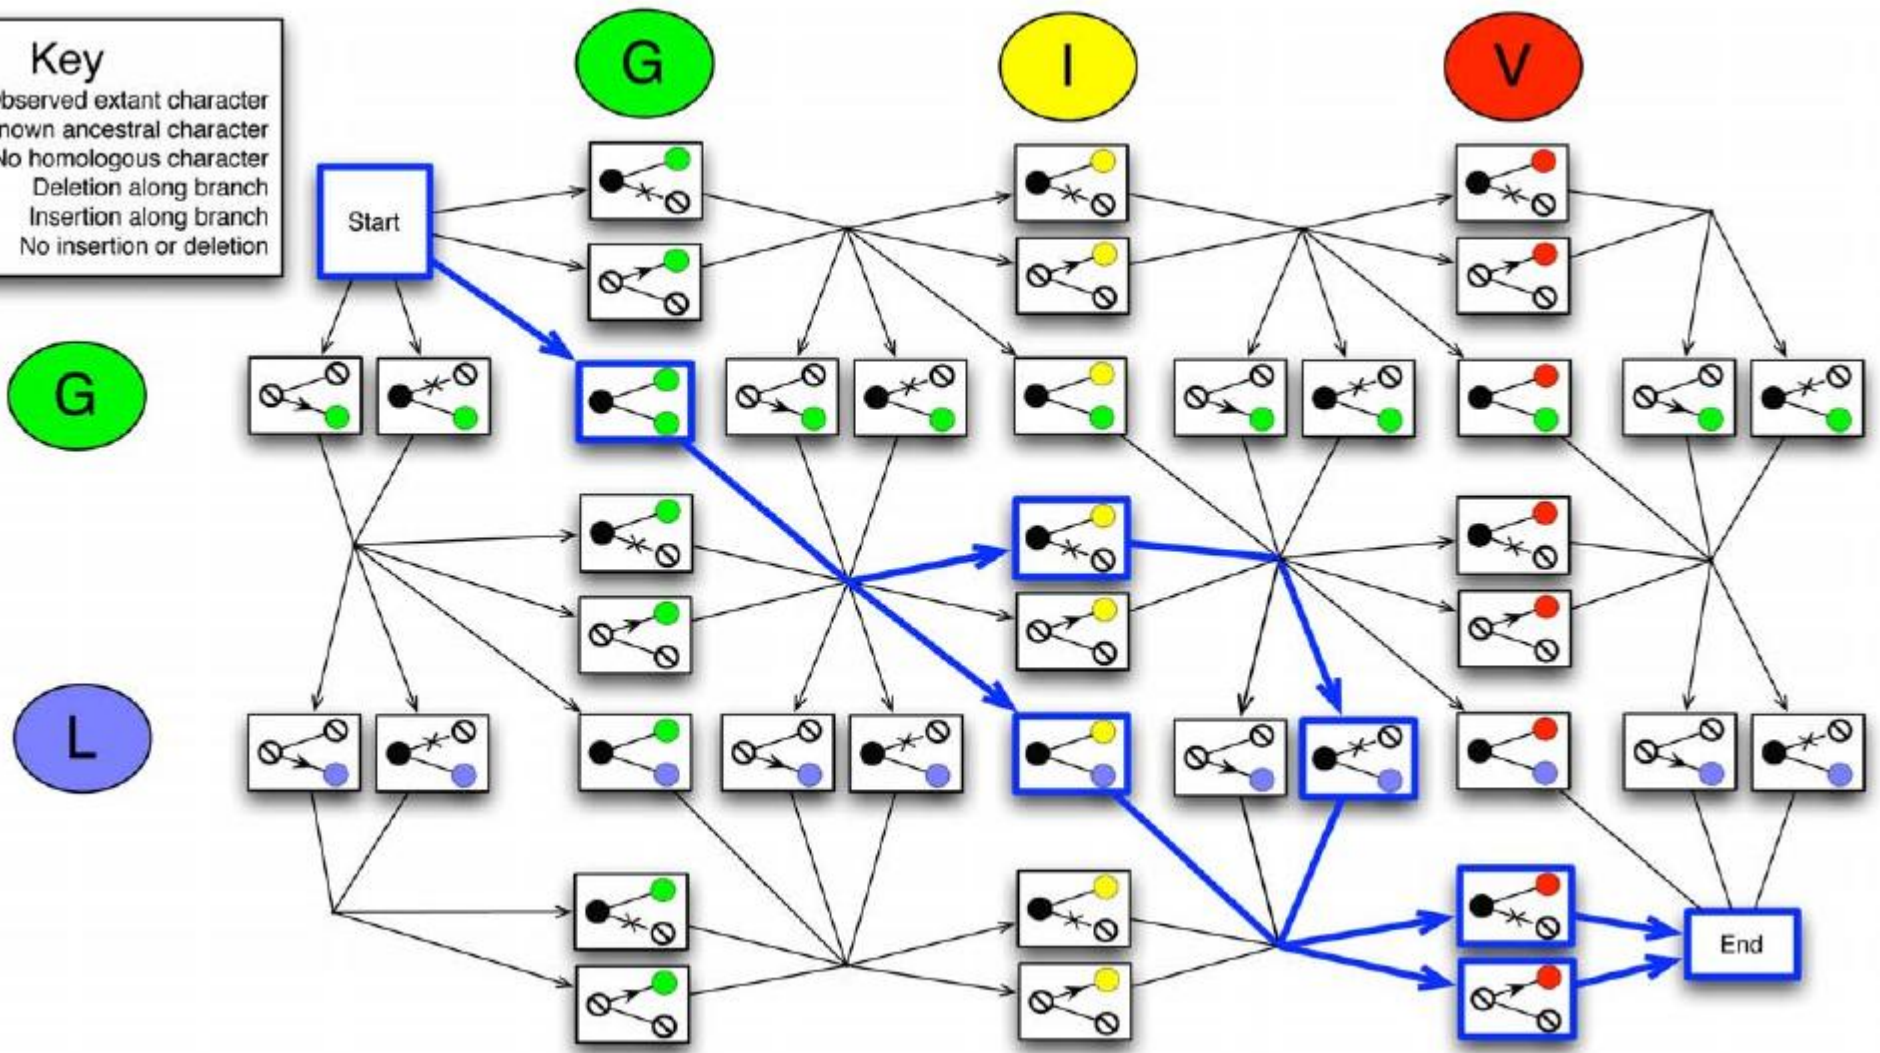 Key
bserved extant character
nown ancestral character
No homologous character
Deletion along branch
Insertion along branch
No insertion or deletion
G
I
V
Start
G
L
End